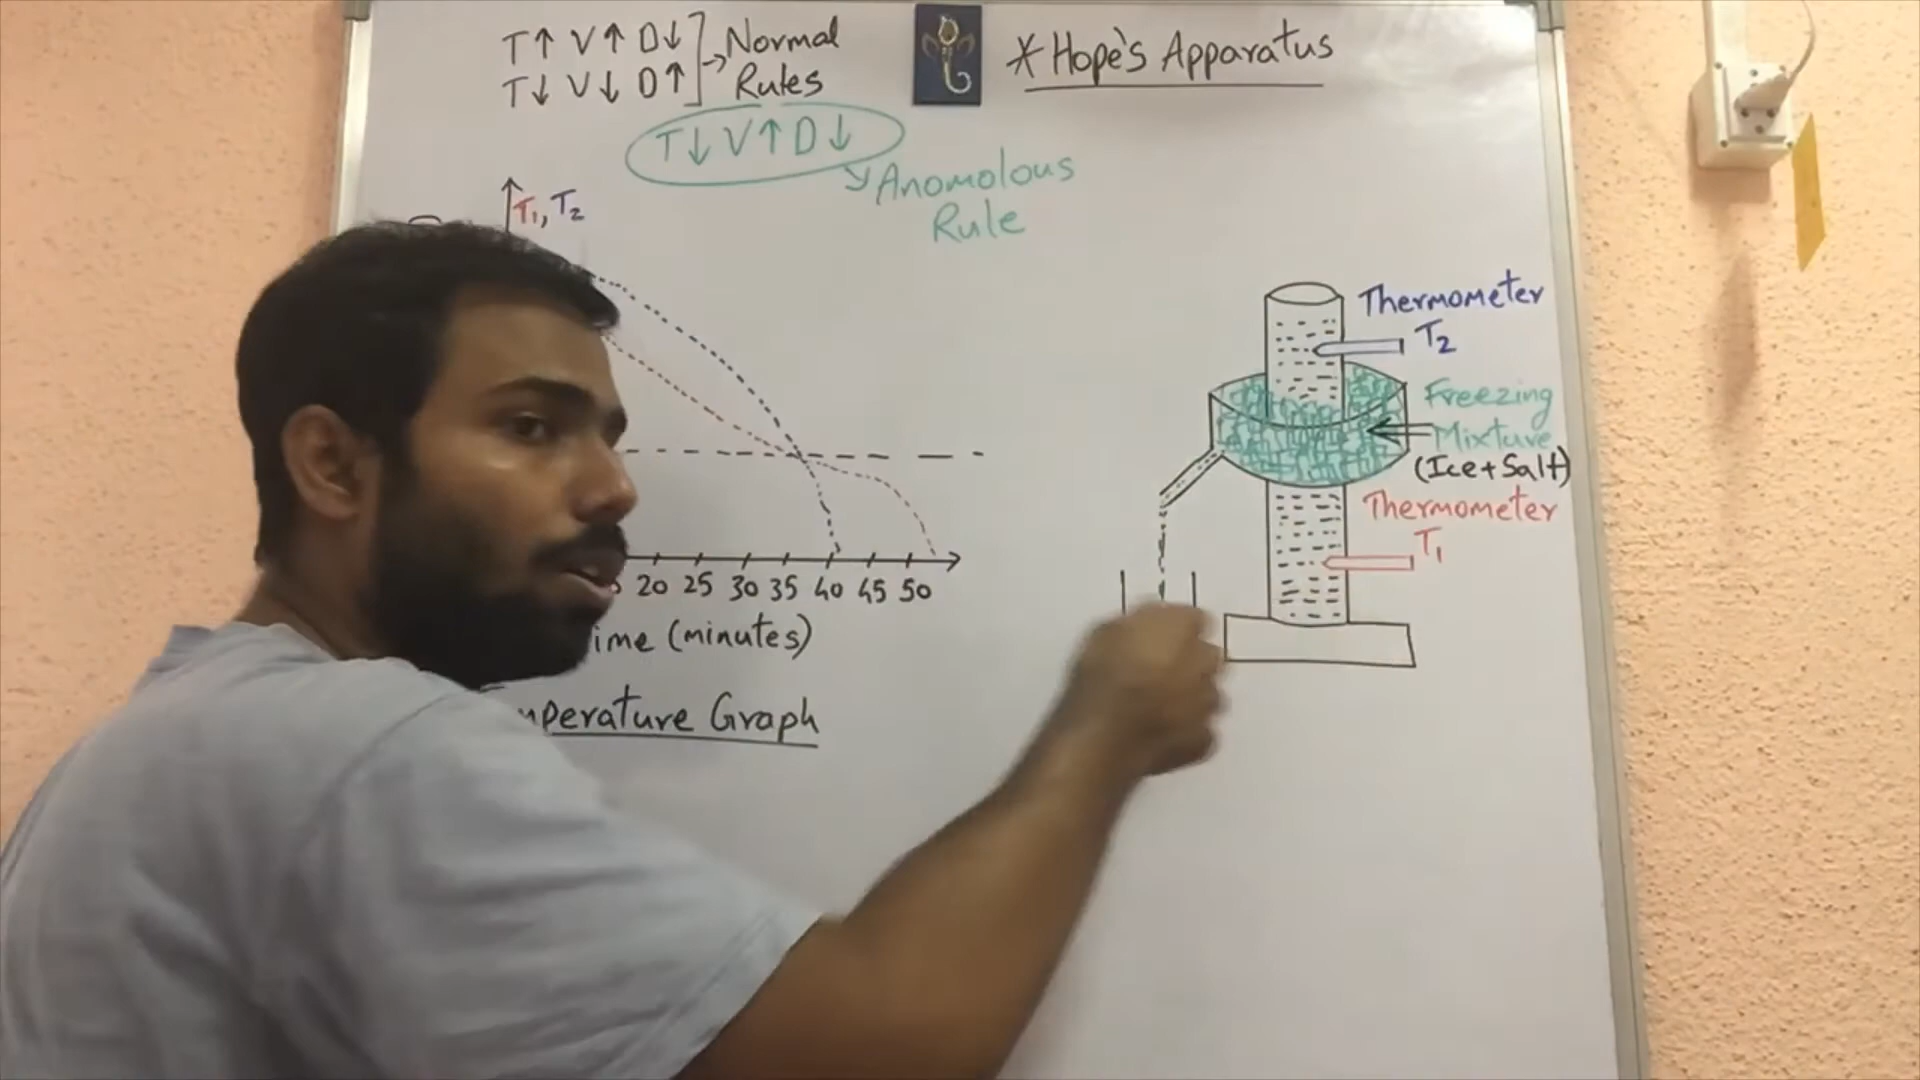 T↑ V↑ D↓
T↓ V↓ D↑
→ Normal
Rules
* Hope's Apparatus
T↓ V↑ D↓
Anomolous
Rule
T1, T2
20 25 30 35 40 45 50
ime (minutes)
mperature Graph
Thermometer
T2
Freezing
Mixture
(Ice + Salt)
Thermometer
T1